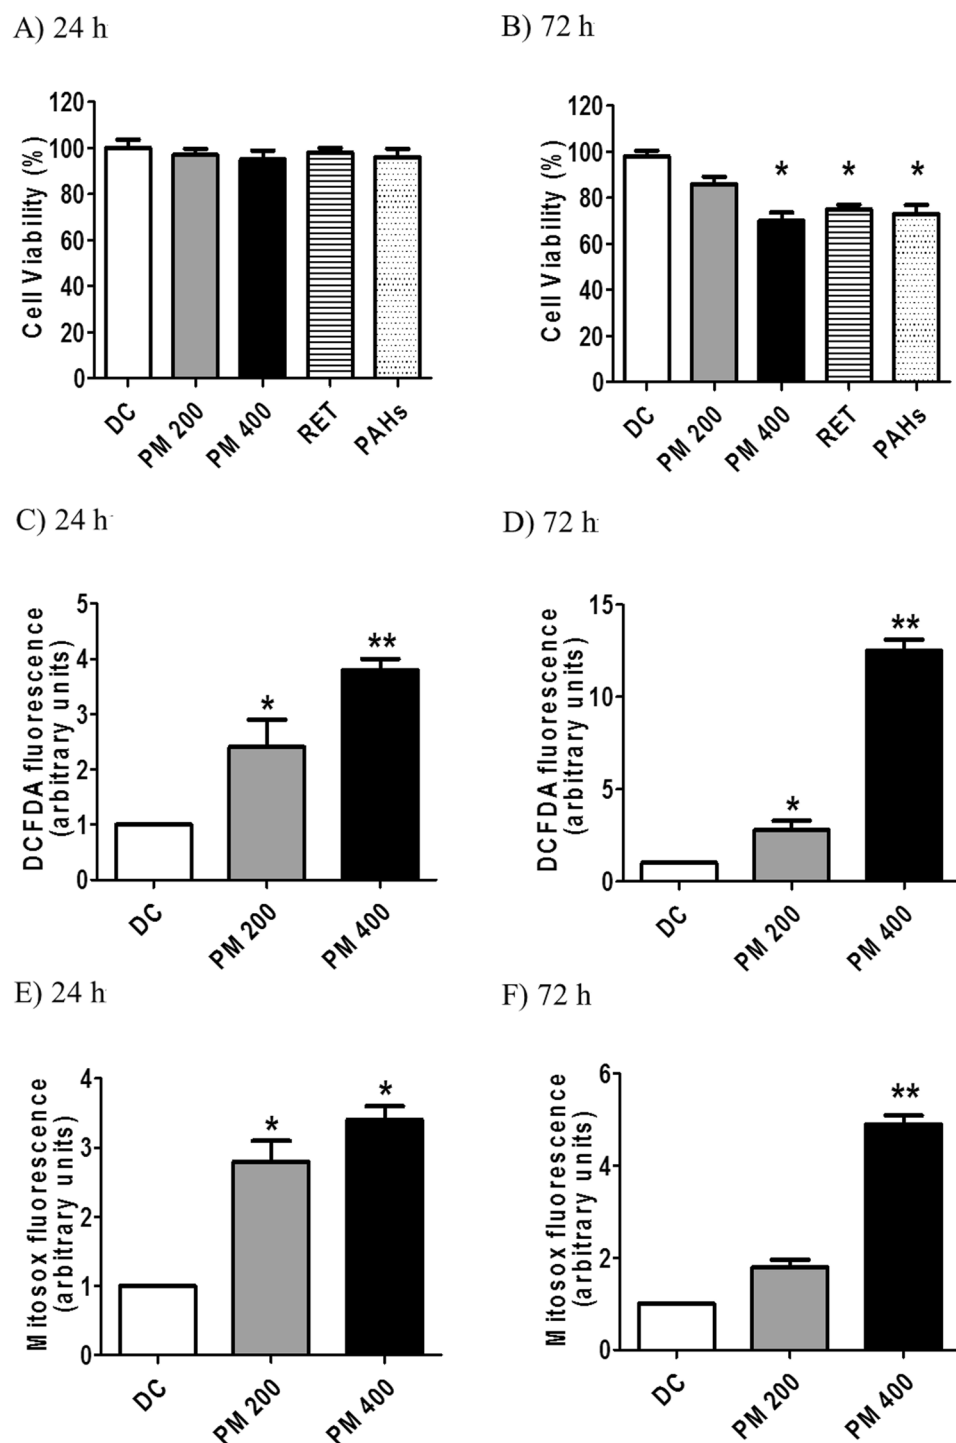 A) 24 h
B) 72 h
Cell Viability (%)
120
100
80
60
40
20
0
DC
PM 200
PM 400
RET
PAHs
Cell Viability (%)
120
100
80
60
40
20
0
*
*
*
DC
PM 200
PM 400
RET
PAHs
C) 24 h
D) 72 h
DCFDA fluorescence
(arbitrary units)
5
4
3
2
1
0
*
**
DC
PM 200
PM 400
DCFDA fluorescence
(arbitrary units)
15
10
5
0
*
**
DC
PM 200
PM 400
E) 24 h
F) 72 h
Mitosox fluorescence
(arbitrary units)
4
3
2
1
0
*
*
DC
PM 200
PM 400
Mitosox fluorescence
(arbitrary units)
6
4
2
0
**
DC
PM 200
PM 400